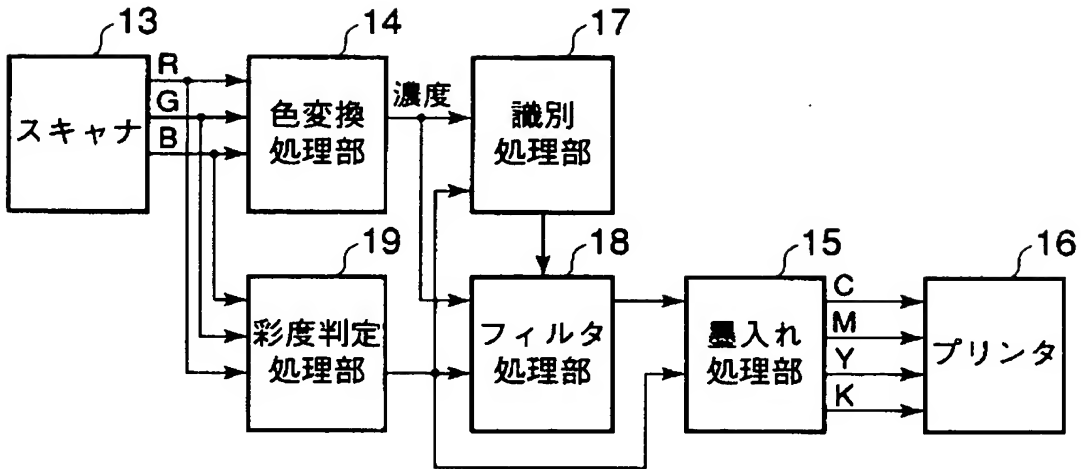 13
スキャナ
R
G
B
14
色変換
処理部
濃度
17
識別
処理部
19
彩度判定
処理部
18
フィルタ
処理部
15
墨入れ
処理部
C
M
Y
K
16
プリンタ